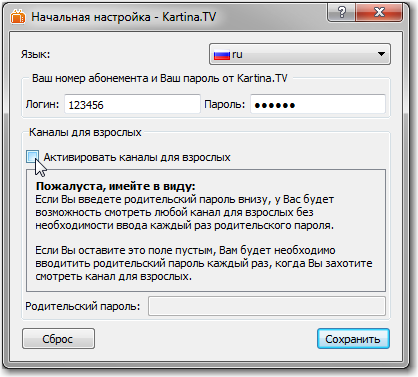 Начальная настройка - Kartina.TV
Язык: ru
Ваш номер абонемента и Ваш пароль от Kartina.TV
Логин: 123456 Пароль: ●●●●●●
Каналы для взрослых
Активировать каналы для взрослых
Пожалуста, имейте в виду:
Если Вы введете родительский пароль внизу, у Вас будет
возможность смотреть любой канал для взрослых без
необходимости ввода каждый раз родительского пароля.
Если Вы оставите это поле пустым, Вам будет необходимо
вводитить родительский пароль каждый раз, когда Вы захотите
смотреть канал для взрослых.
Родительский пароль:
Сброс Сохранить